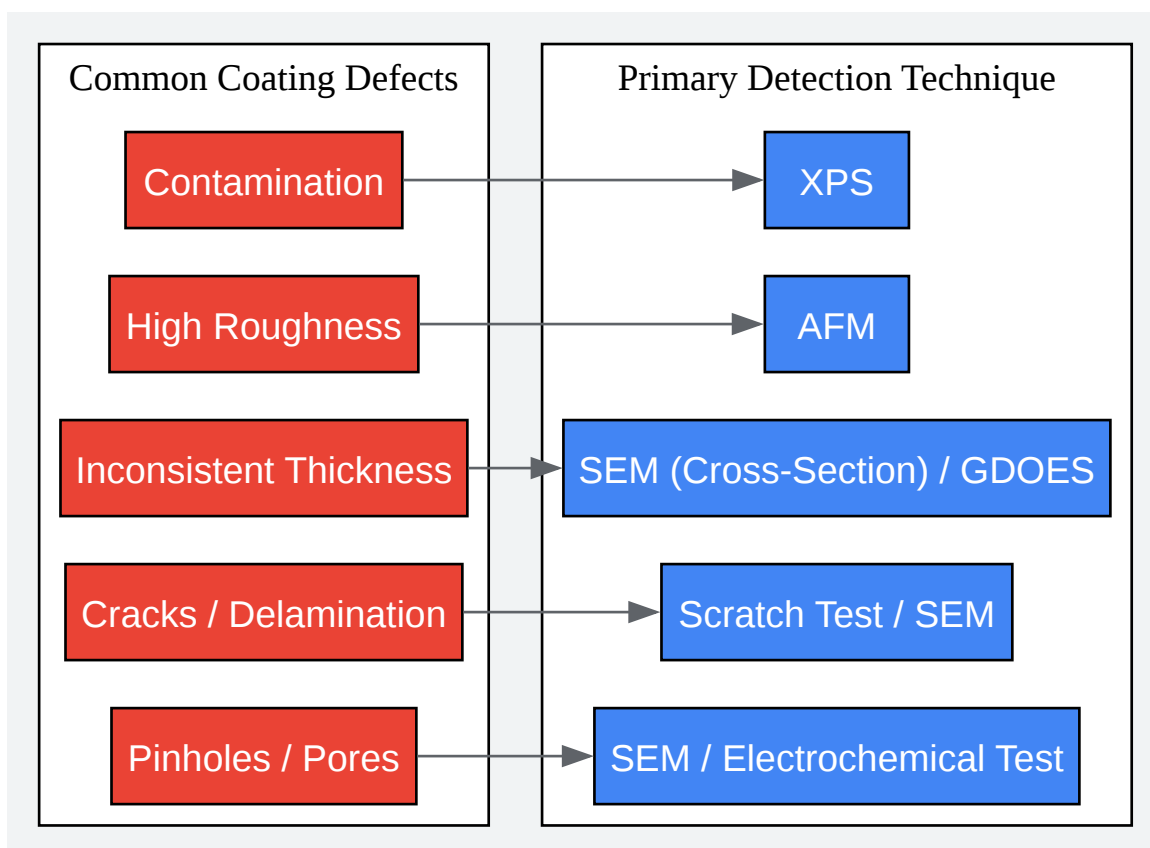 Common Coating Defects
Primary Detection Technique
Contamination
XPS
High Roughness
AFM
Inconsistent Thickness
SEM (Cross-Section) / GDOES
Cracks / Delamination
Scratch Test / SEM
Pinholes / Pores
SEM / Electrochemical Test